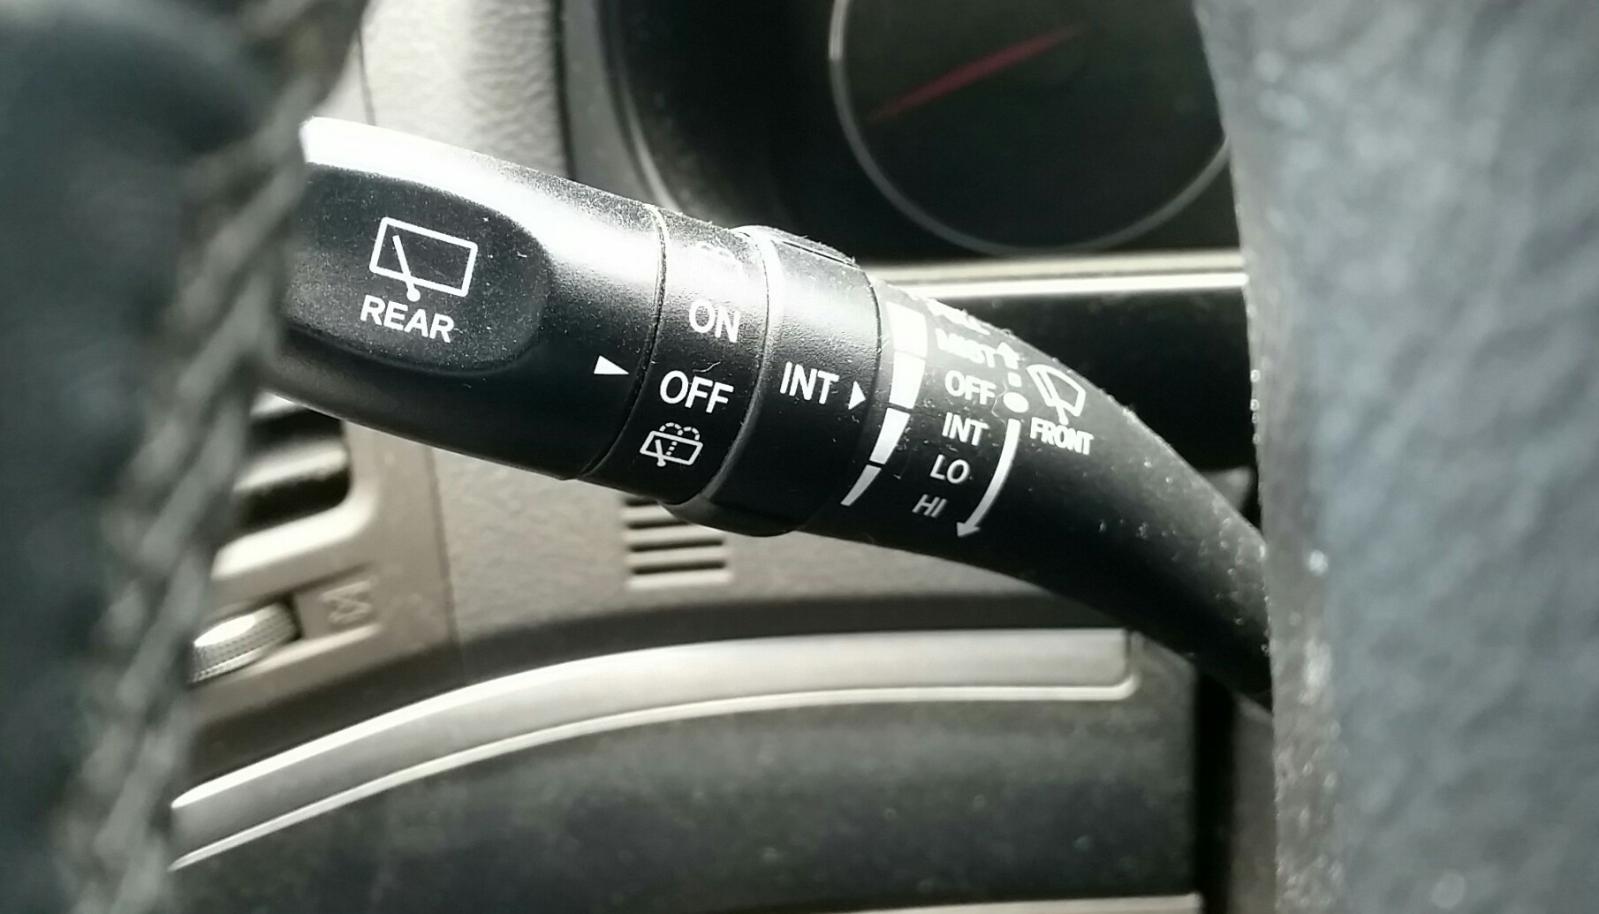 REAR
ON
OFF
INT
MIST
OFF
INT
LO
HI
FRONT